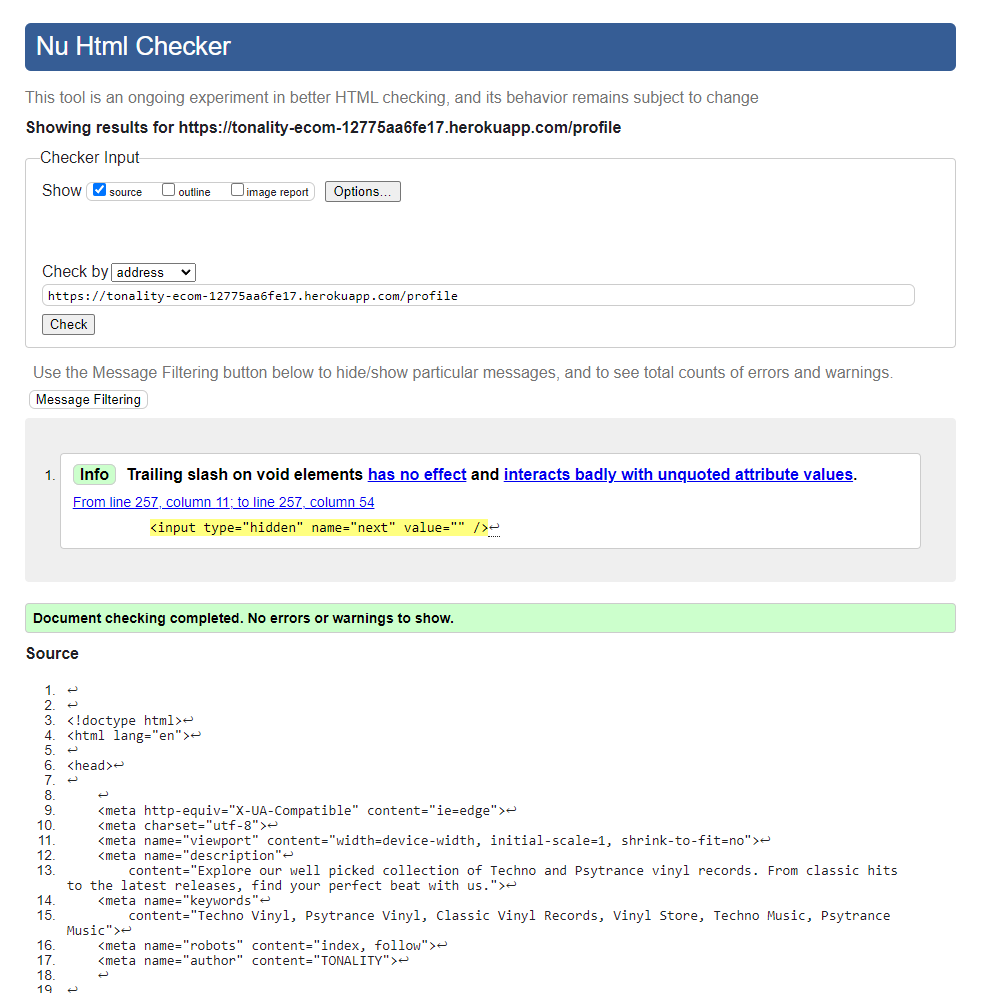 Nu Html Checker
This tool is an ongoing experiment in better HTML checking, and its behavior remains subject to change
Showing results for https://tonality-ecom-12775aa6fe17.herokuapp.com/profile
Checker Input
Show source outline image report Options...
Check by address
https://tonality-ecom-12775aa6fe17.herokuapp.com/profile
Check
Use the Message Filtering button below to hide/show particular messages, and to see total counts of errors and warnings.
Message Filtering
1. Info Trailing slash on void elements has no effect and interacts badly with unquoted attribute values.
From line 257, column 11; to line 257, column 54
<input type="hidden" name="next" value="" />↩
Document checking completed. No errors or warnings to show.
Source
1. ↩
2. ↩
3. <!doctype html>↩
4. <html lang="en">↩
5. ↩
6. <head>↩
7. ↩
8. ↩
9. <meta http-equiv="X-UA-Compatible" content="ie=edge">↩
10. <meta charset="utf-8">↩
11. <meta name="viewport" content="width=device-width, initial-scale=1, shrink-to-fit=no">↩
12. <meta name="description"↩
13. content="Explore our well picked collection of Techno and Psytrance vinyl records. From classic hits
to the latest releases, find your perfect beat with us.">↩
14. <meta name="keywords"↩
15. content="Techno Vinyl, Psytrance Vinyl, Classic Vinyl Records, Vinyl Store, Techno Music, Psytrance
Music">↩
16. <meta name="robots" content="index, follow">↩
17. <meta name="author" content="TONALITY">↩
18. ↩
19. ↩